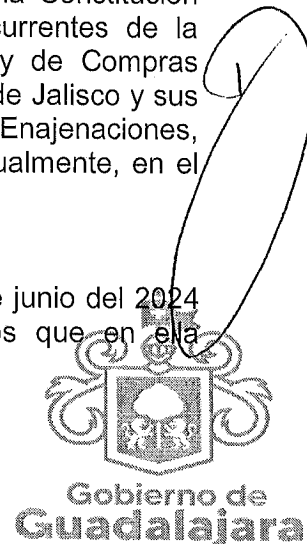 la Constitución
currentes de la
y de Compras
de Jalisco y sus
Enajenaciones,
ualmente, en el
e junio del 2024
os que en ella
Gobierno de
Guadalajara